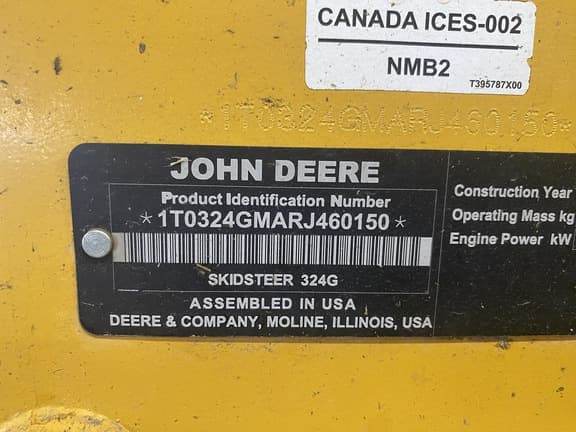 CANADA ICES-002
NMB2
T395787X00
*1T0324GMARJ460150*
JOHN DEERE
Product Identification Number
*1T0324GMARJ460150*
SKIDSTEER 324G
ASSEMBLED IN USA
DEERE & COMPANY, MOLINE, ILLINOIS, USA
Construction Year
Operating Mass kg
Engine Power kW